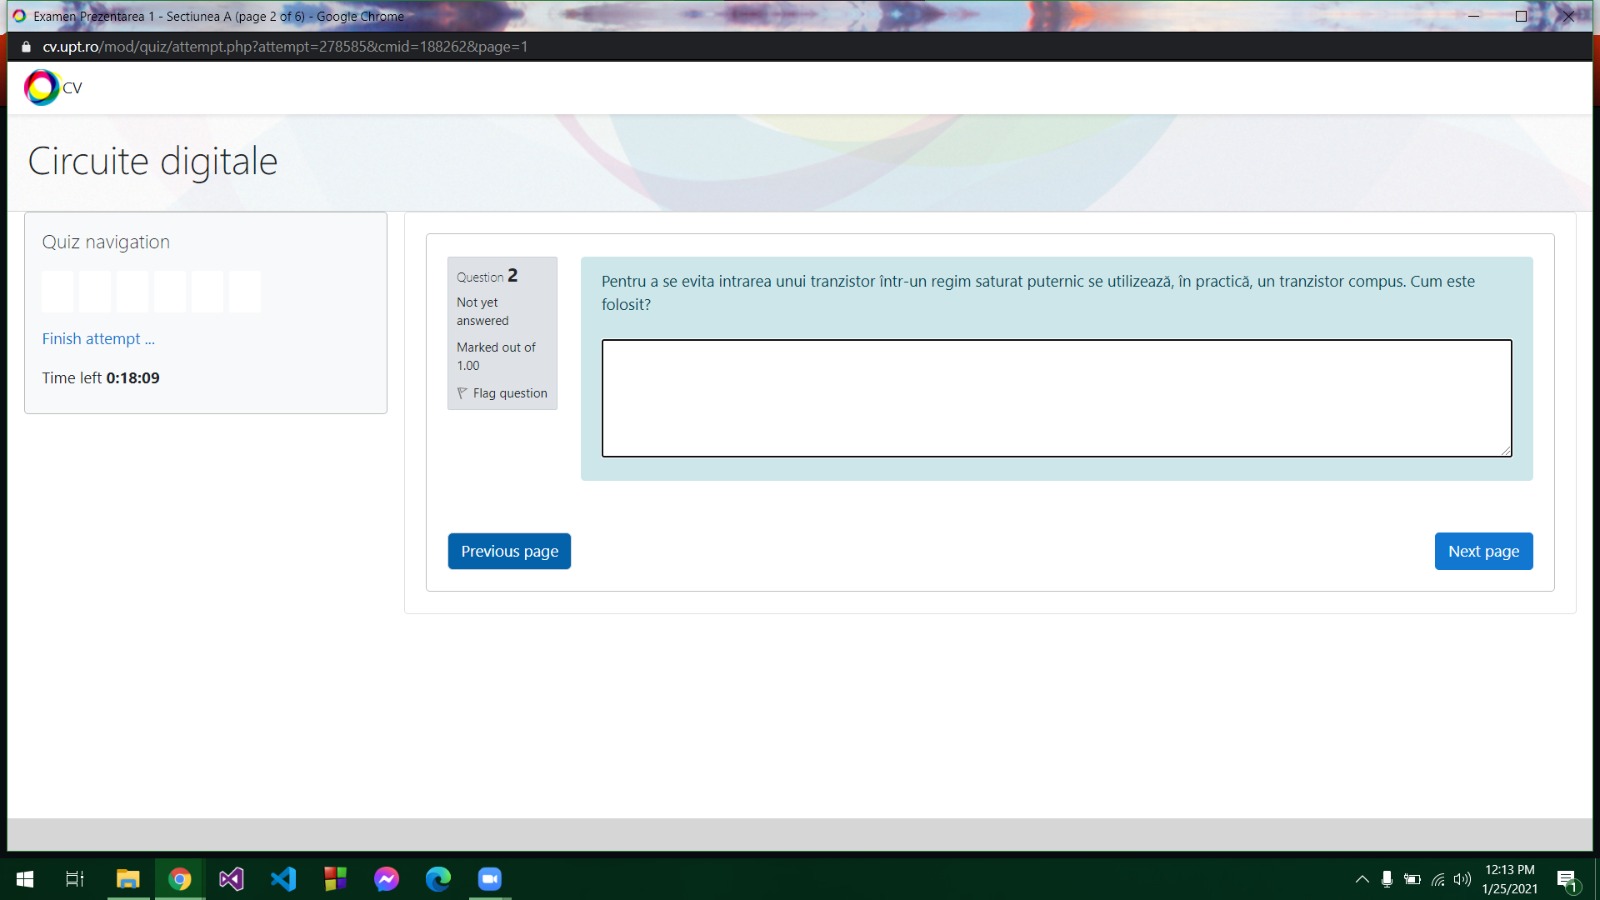 Examen Prezentarea 1 - Sectiunea A (page 2 of 6) - Google Chrome
cv.upt.ro/mod/quiz/attempt.php?attempt=278585&cmid=188262&page=1
CV
Circuite digitale
Quiz navigation
Finish attempt ...
Time left 0:18:09
Question 2
Not yet
answered
Marked out of
1.00
Flag question
Pentru a se evita intrarea unui tranzistor într-un regim saturat puternic se utilizează, în practică, un tranzistor compus. Cum este
folosit?
Previous page
Next page
12:13 PM
1/25/2021
1